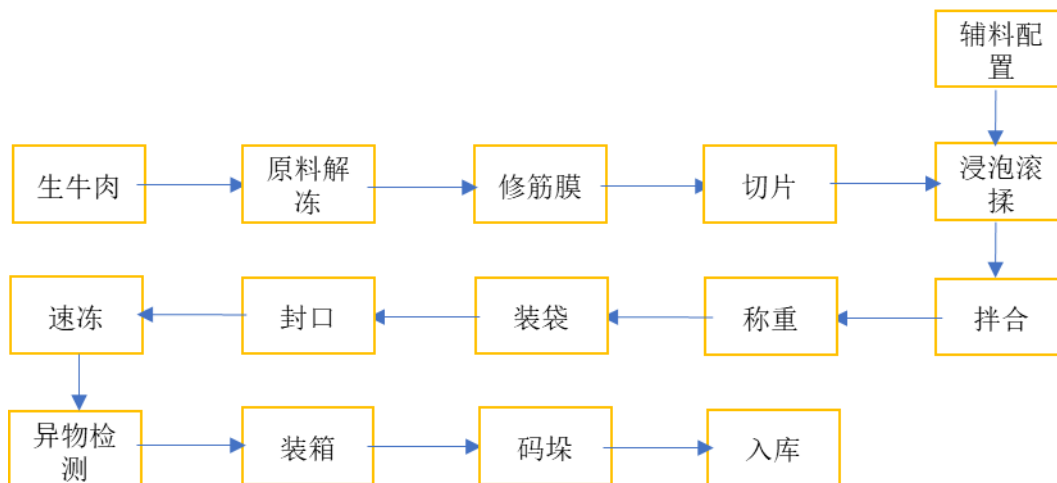 辅料配
置
生牛肉
原料解
冻
修筋膜
切片
浸泡滚
揉
速冻
封口
装袋
称重
拌合
异物检
测
装箱
码垛
入库